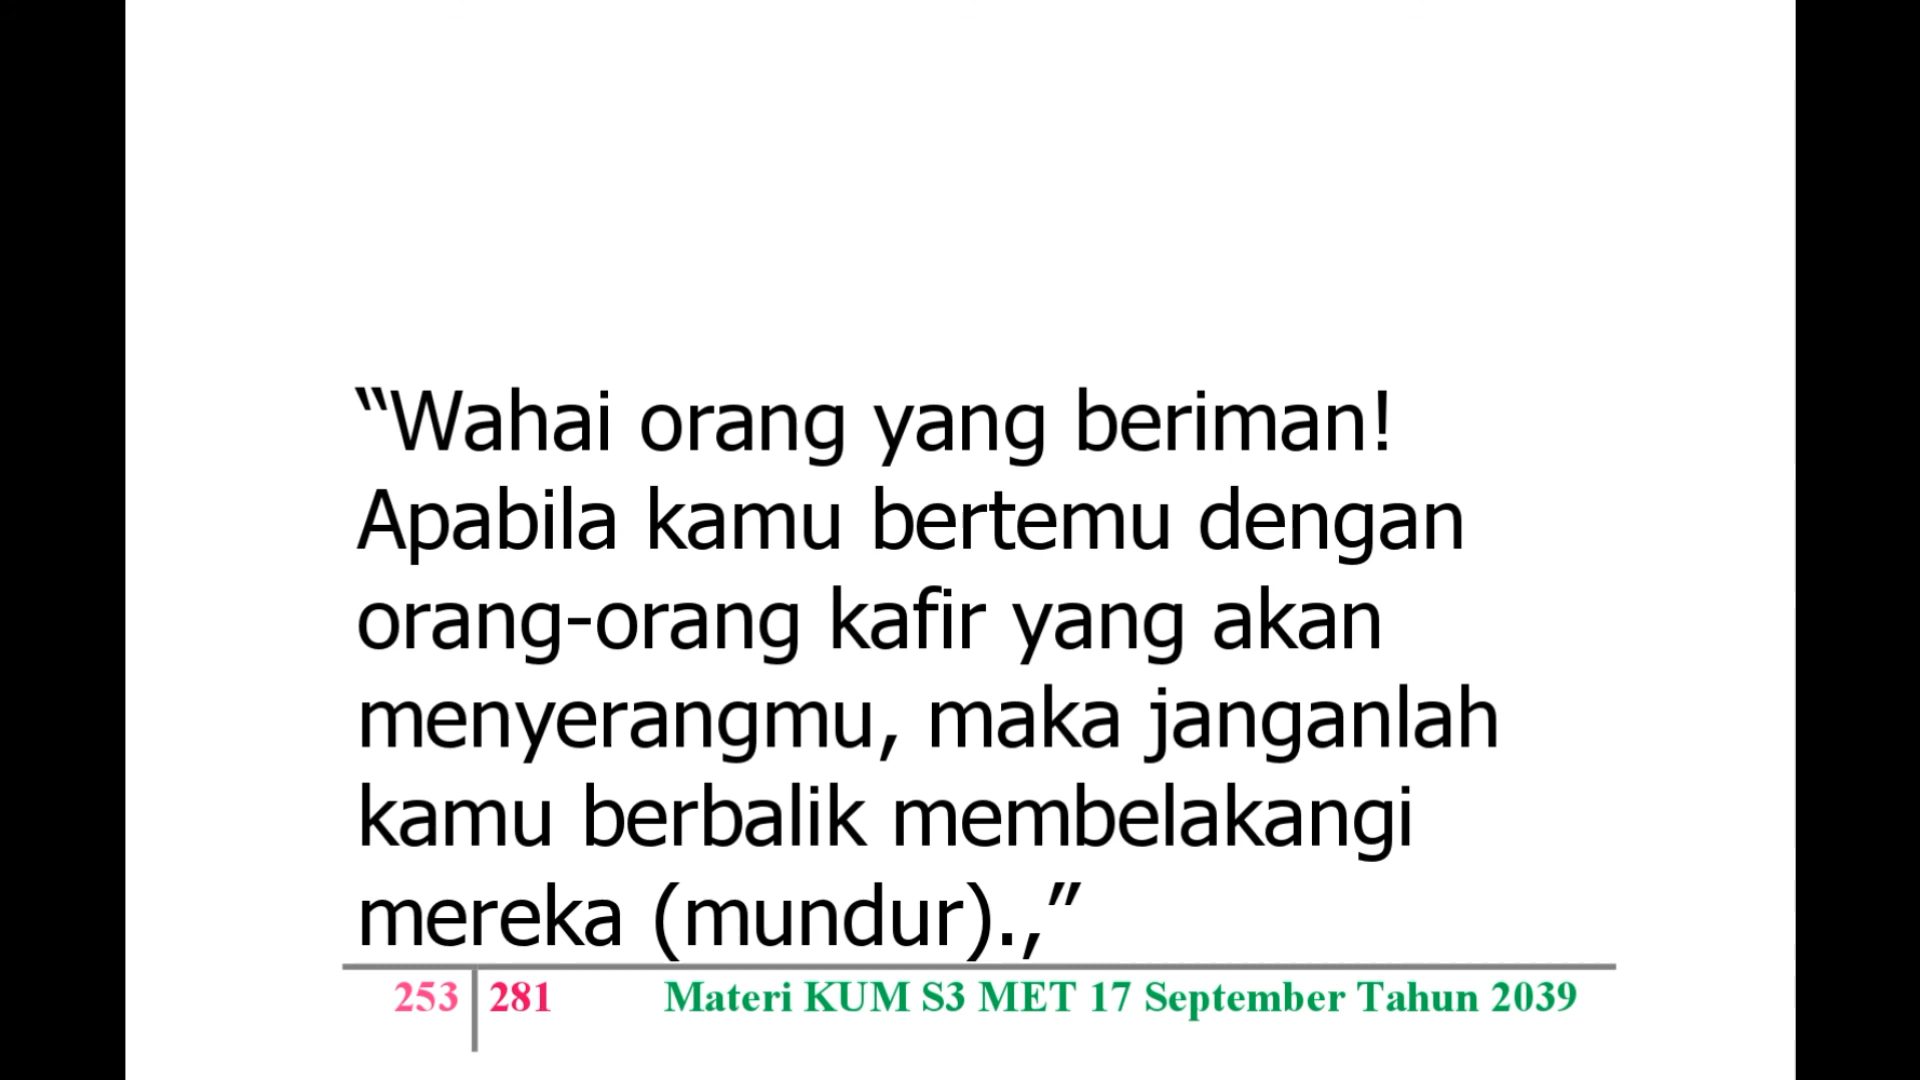 “Wahai orang yang beriman!
Apabila kamu bertemu dengan
orang-orang kafir yang akan
menyerangmu, maka janganlah
kamu berbalik membelakangi
mereka (mundur).,”
253 281 Materi KUM S3 MET 17 September Tahun 2039